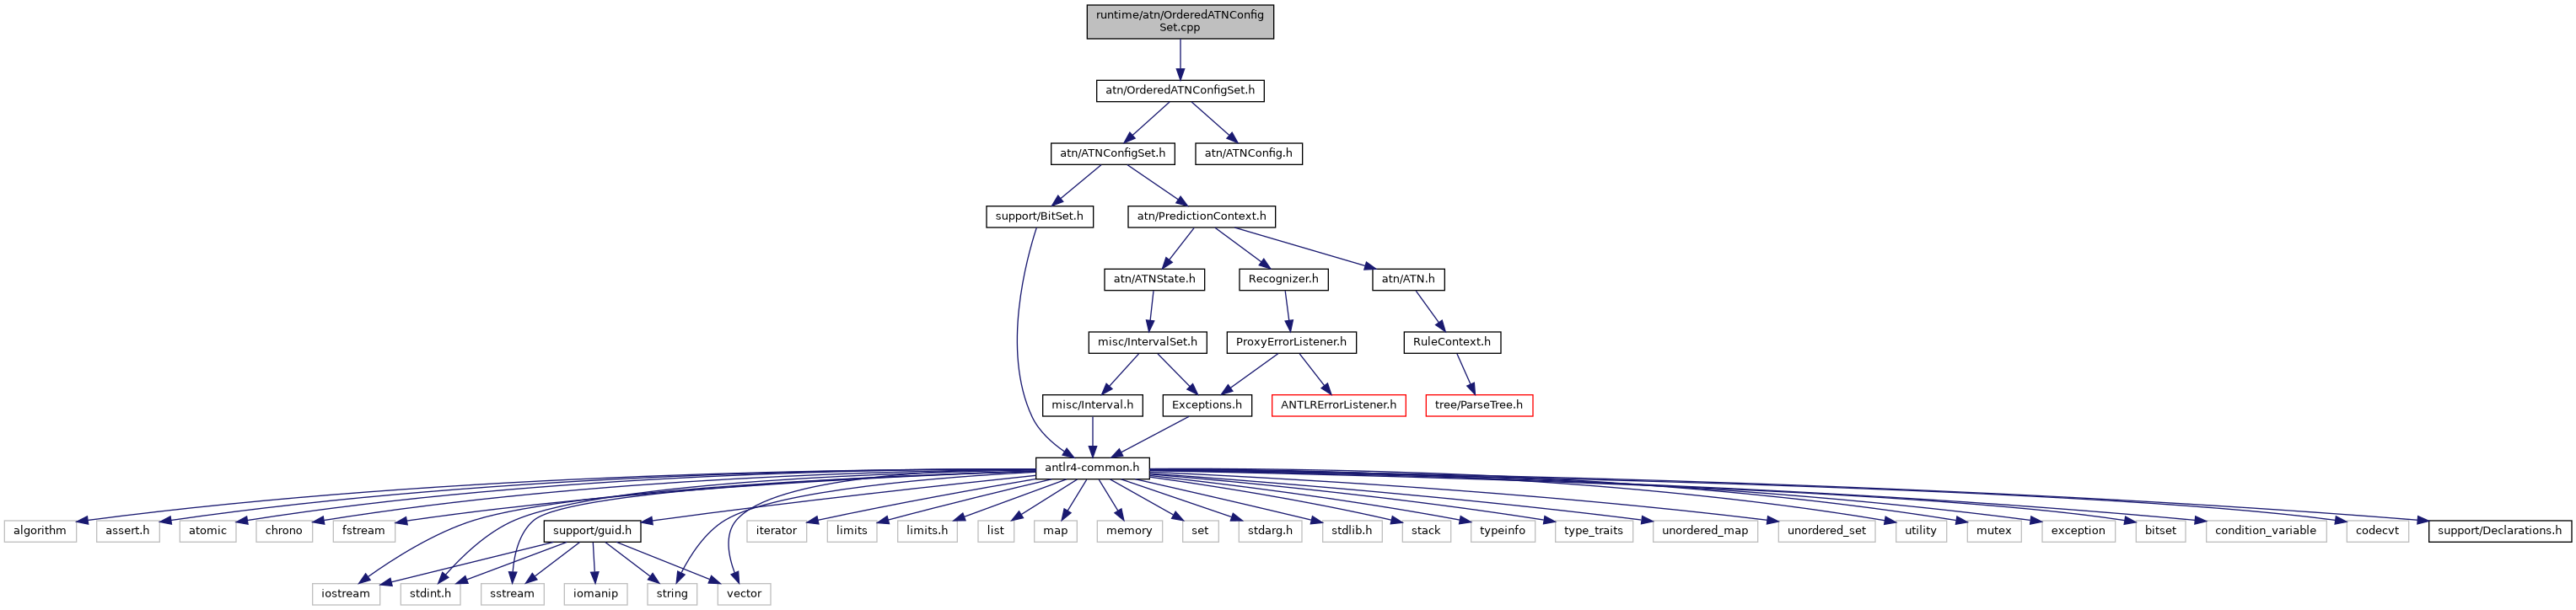 runtime/atn/OrderedATNConfig
Set.cpp
atn/OrderedATNConfigSet.h
atn/ATNConfigSet.h
atn/ATNConfig.h
support/BitSet.h
atn/PredictionContext.h
atn/ATNState.h
Recognizer.h
atn/ATN.h
misc/IntervalSet.h
ProxyErrorListener.h
RuleContext.h
misc/Interval.h
Exceptions.h
ANTLRErrorListener.h
tree/ParseTree.h
antlr4-common.h
algorithm
assert.h
atomic
chrono
fstream
support/guid.h
iterator
limits
limits.h
list
map
memory
set
stdarg.h
stdlib.h
stack
typeinfo
type_traits
unordered_map
unordered_set
utility
mutex
exception
bitset
condition_variable
codecvt
support/Declarations.h
iostream
stdint.h
sstream
iomanip
string
vector